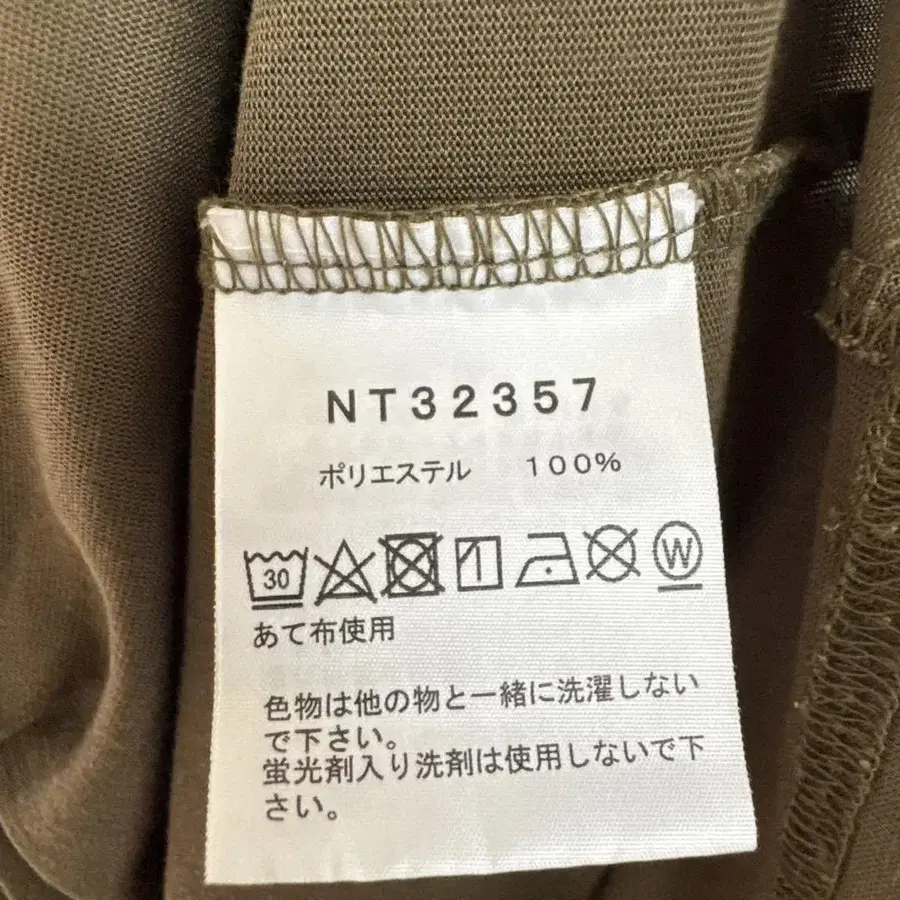 NT32357
ポリエステル 100%
30
W
あて布使用
色物は他の物と一緒に洗濯しない
で下さい。
蛍光剤入り洗剤は使用しないで下
さい。